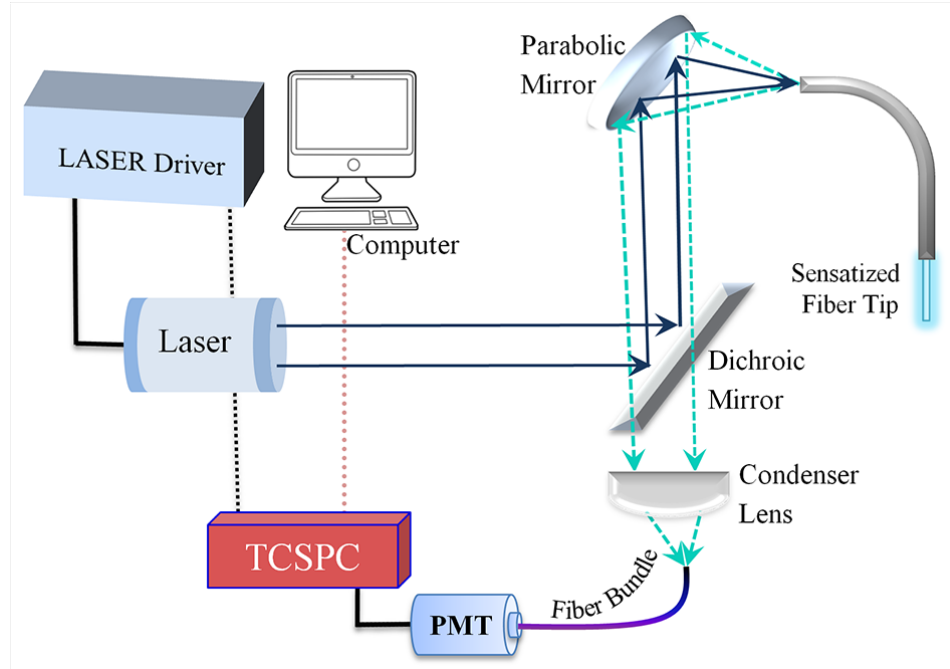 Parabolic
Mirror
LASER Driver
Computer
Sensatized
Fiber Tip
Laser
Dichroic
Mirror
Condenser
Lens
TCSPC
Fiber Bundle
PMT